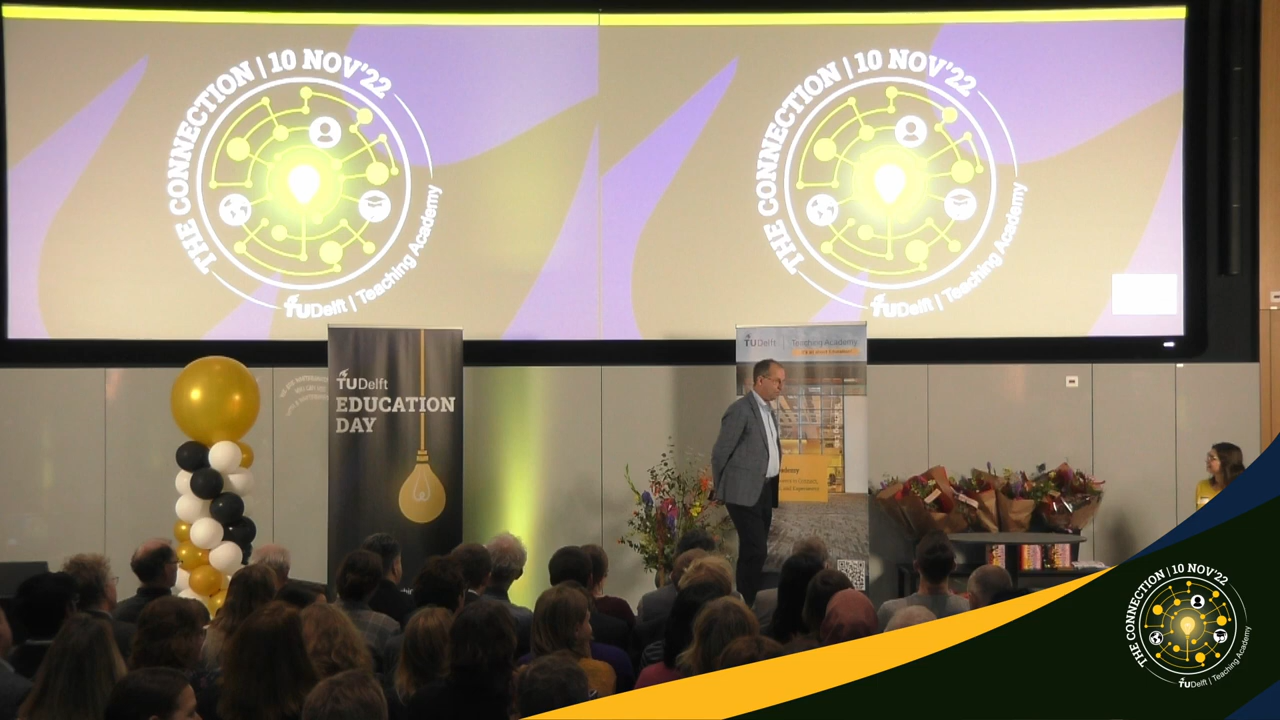 THE CONNECTION | 10 NOV'22
TUDelft | Teaching Academy
THE CONNECTION | 10 NOV'22
TUDelft | Teaching Academy
TUDelft
EDUCATION
DAY
TUDelft | Teaching Academy
THE CONNECTION | 10 NOV'22
TUDelft | Teaching Academy